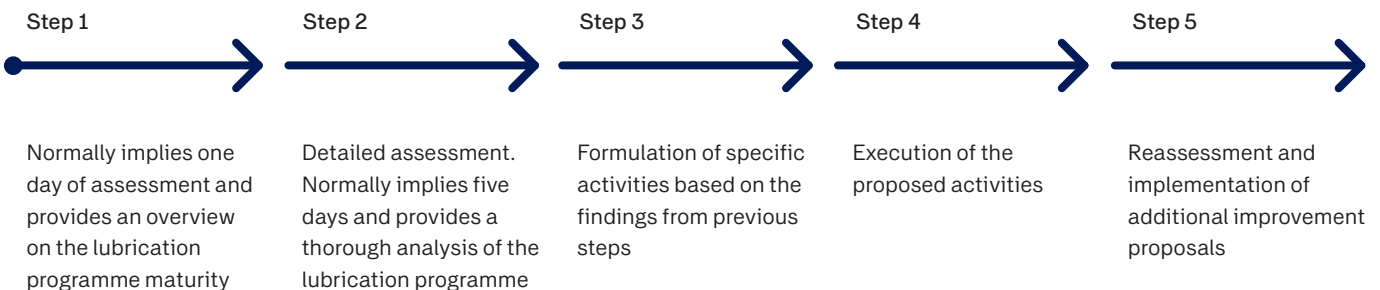 Step 1
Normally implies one
day of assessment and
provides an overview
on the lubrication
programme maturity
Step 2
Detailed assessment.
Normally implies five
days and provides a
thorough analysis of the
lubrication programme
Step 3
Formulation of specific
activities based on the
findings from previous
steps
Step 4
Execution of the
proposed activities
Step 5
Reassessment and
implementation of
additional improvement
proposals